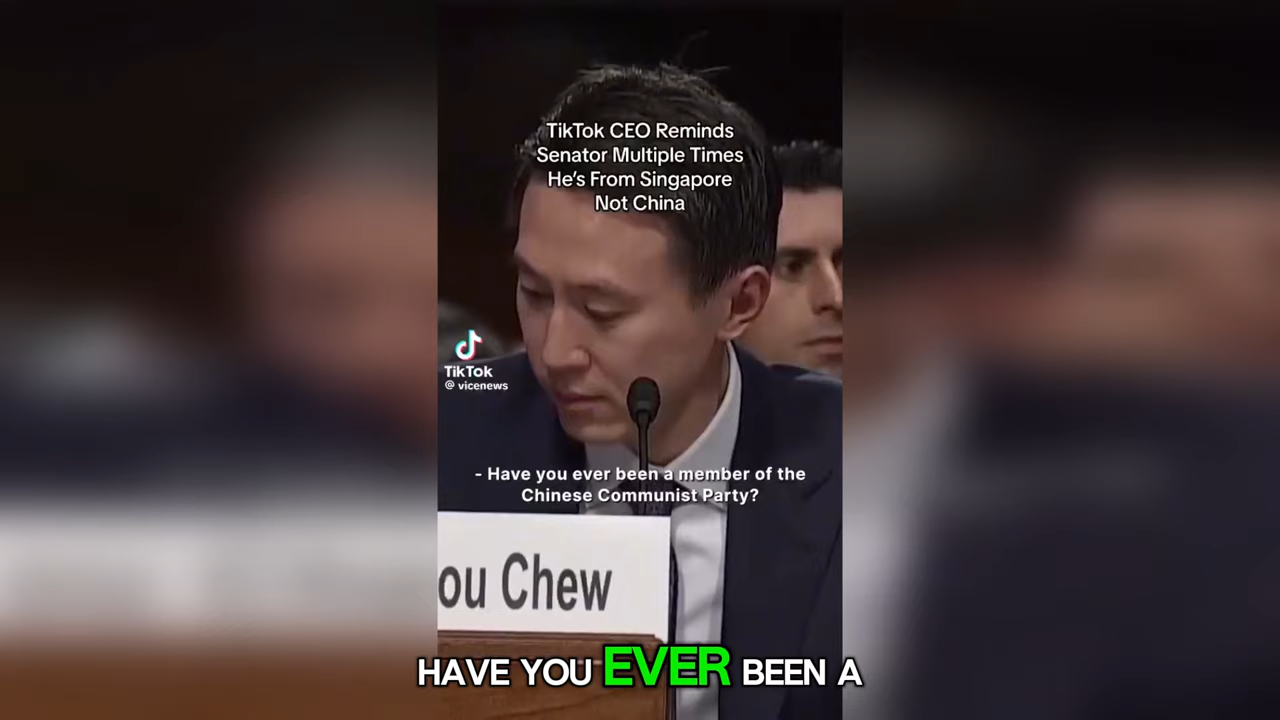 TikTok CEO Reminds
Senator Multiple Times
He's From Singapore
Not China
TikTok
@ vicenews
- Have you ever been a member of the
Chinese Communist Party?
ou Chew
HAVE YOU EVER BEEN A